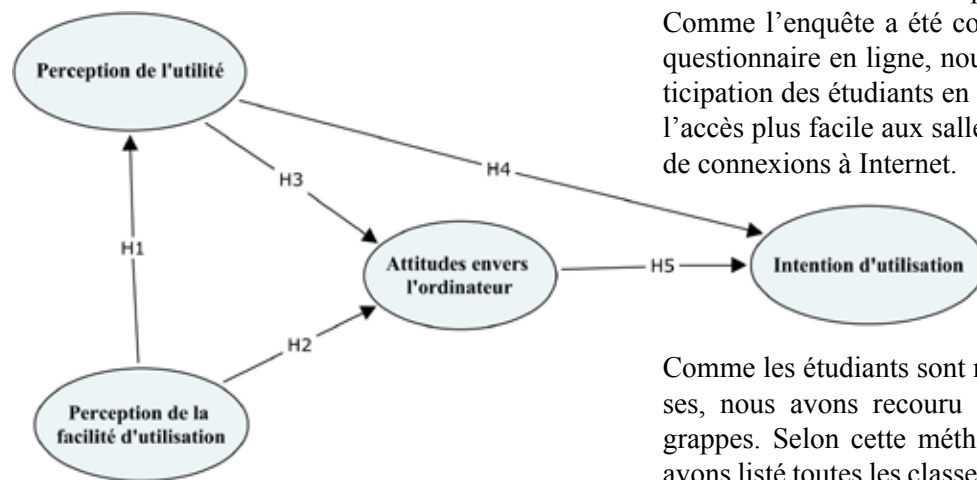 Perception de l'utilité
H4
H3
H1
Attitudes envers
l'ordinateur
H5
Intention d'utilisation
H2
Perception de la
facilité d'utilisation
Comme l'enquête a été co
questionnaire en ligne, nou
ticipation des étudiants en
l'accès plus facile aux salle
de connexions à Internet.
Comme les étudiants sont
ses, nous avons recouru
grappes. Selon cette méth
avons listé toutes les classe